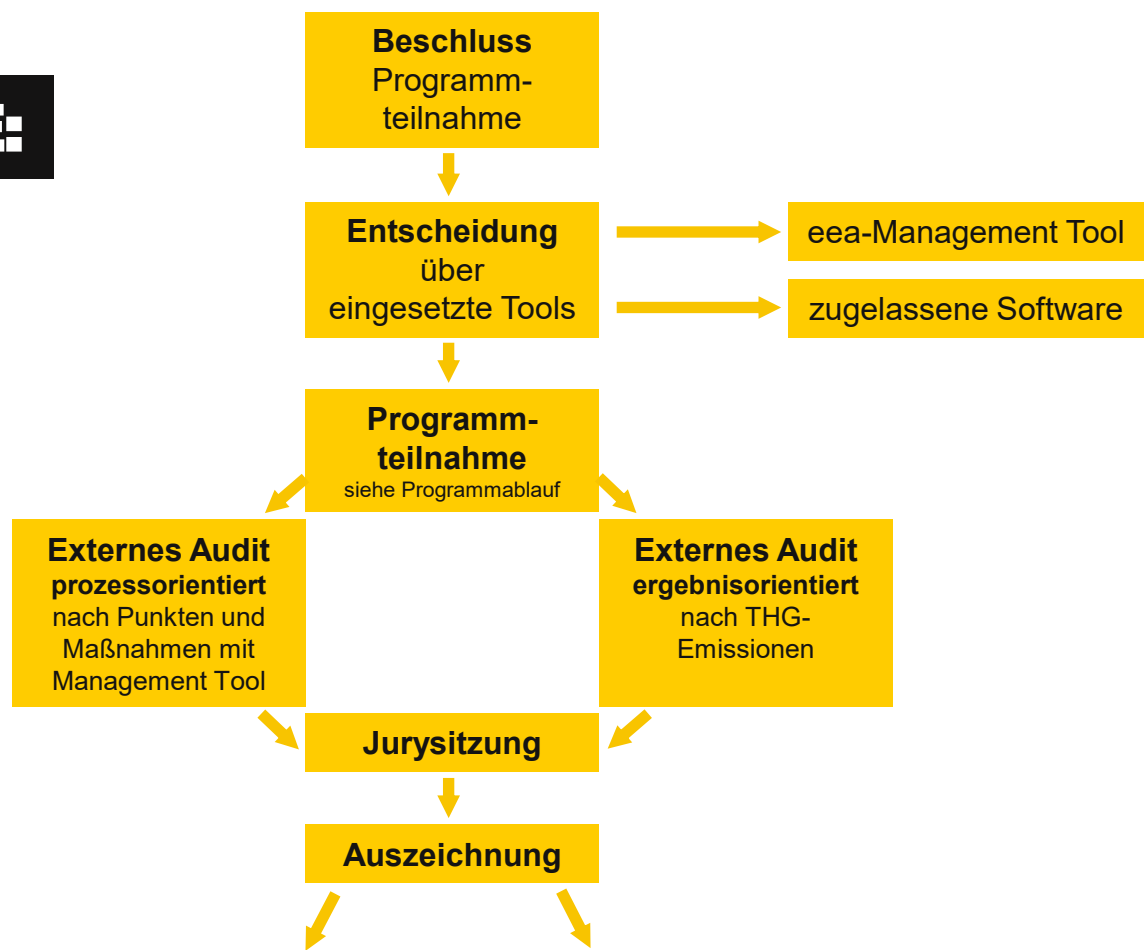 Beschluss
Programm-
teilnahme
Entscheidung
über
eingesetzte Tools
eea-Management Tool
zugelassene Software
Programm-
teilnahme
siehe Programmablauf
Externes Audit
prozessorientiert
nach Punkten und
Maßnahmen mit
Management Tool
Externes Audit
ergebnisorientiert
nach THG-
Emissionen
Jurysitzung
Auszeichnung